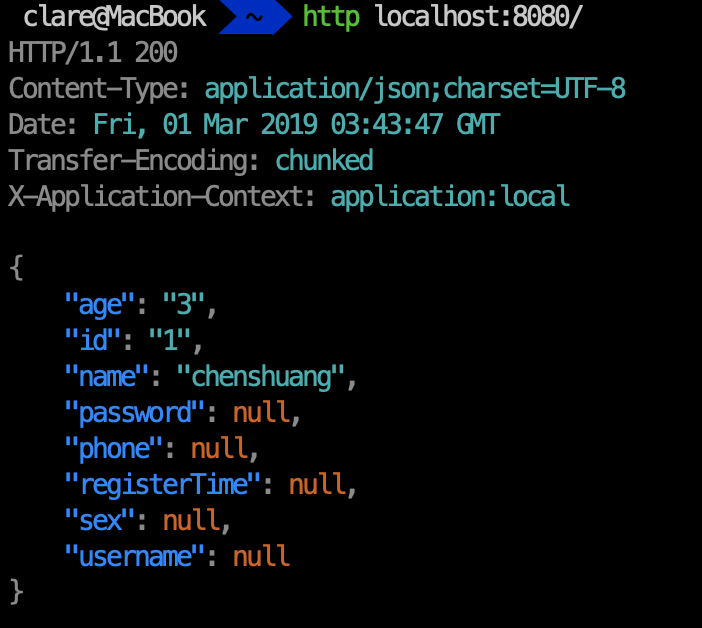 clare@MacBook ~ http localhost:8080/
HTTP/1.1 200
Content-Type: application/json;charset=UTF-8
Date: Fri, 01 Mar 2019 03:43:47 GMT
Transfer-Encoding: chunked
X-Application-Context: application:local
{
"age": "3",
"id": "1",
"name": "chenshuang",
"password": null,
"phone": null,
"registerTime": null,
"sex": null,
"username": null
}